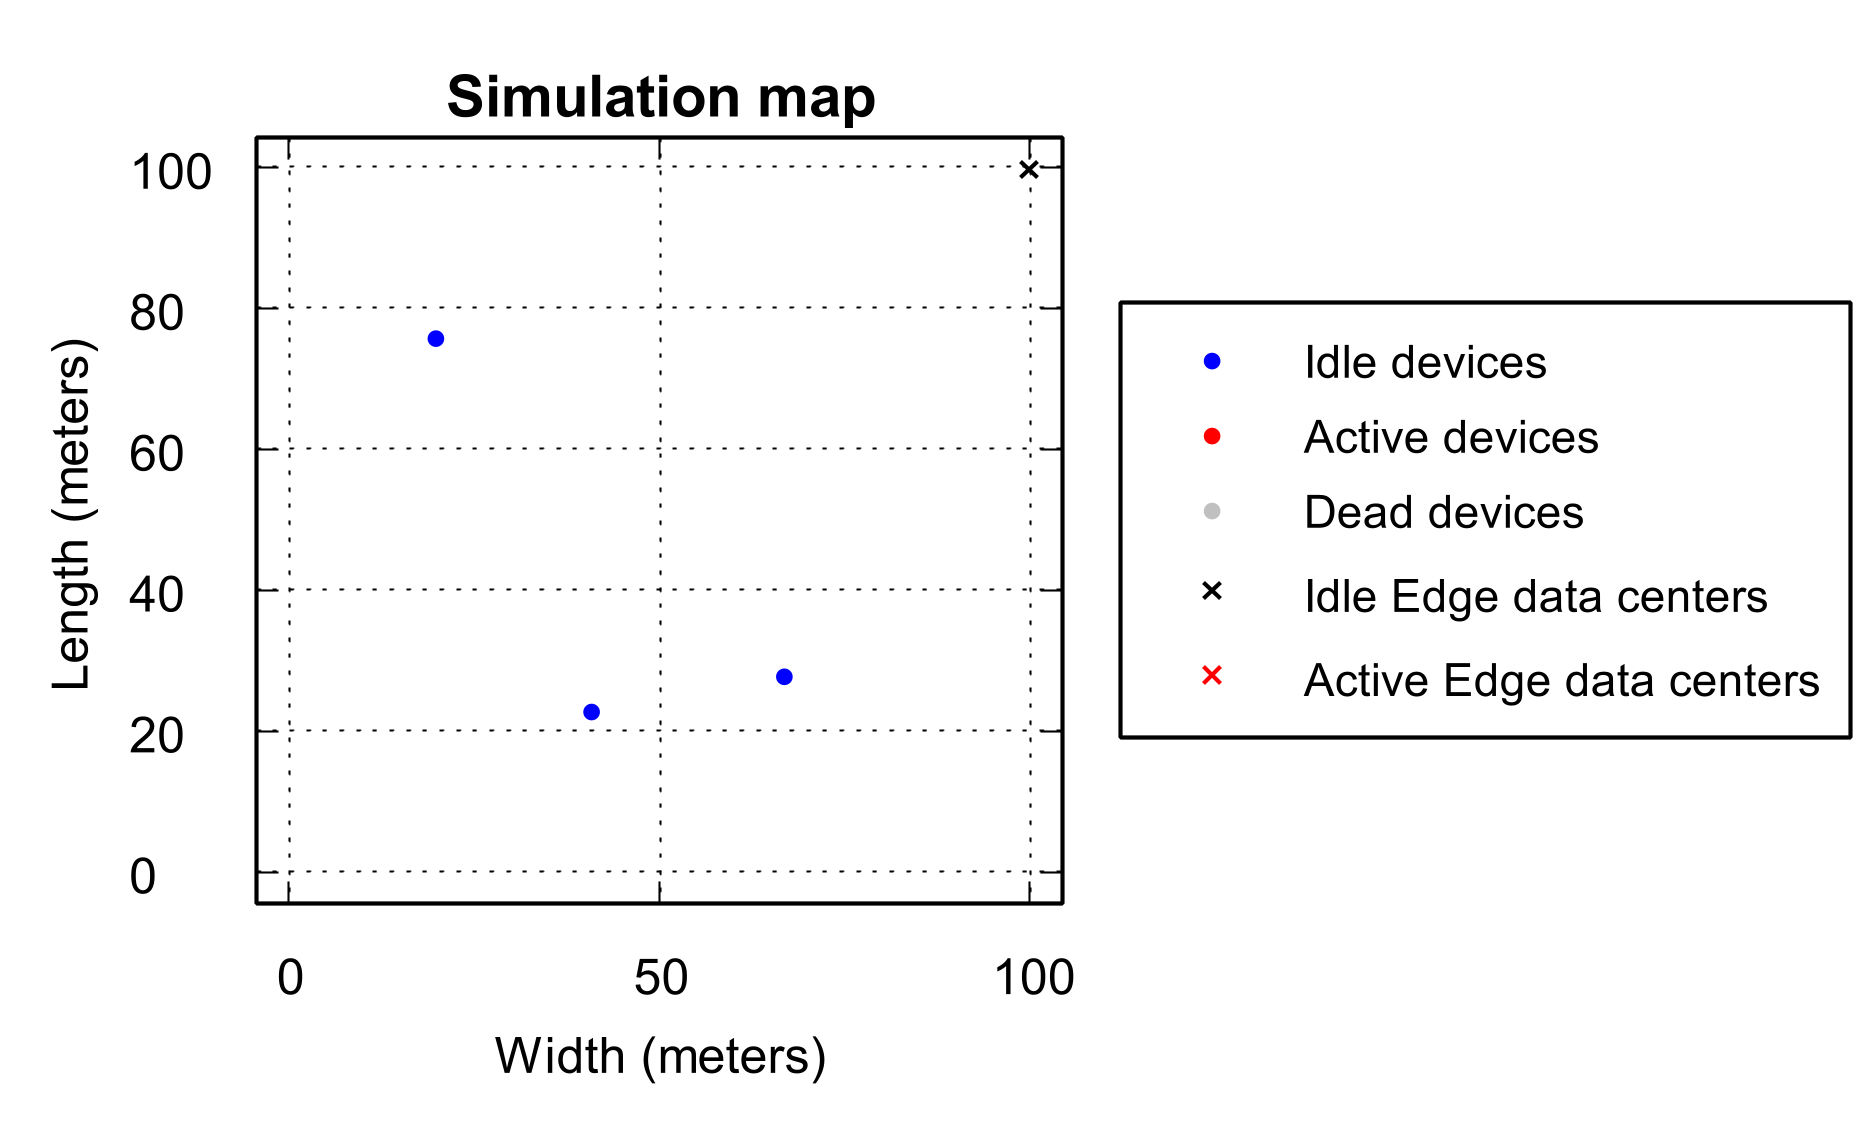 Simulation map
100
80
60
40
20
0
Length (meters)
0 50 100
Width (meters)
Idle devices
Active devices
Dead devices
Idle Edge data centers
Active Edge data centers